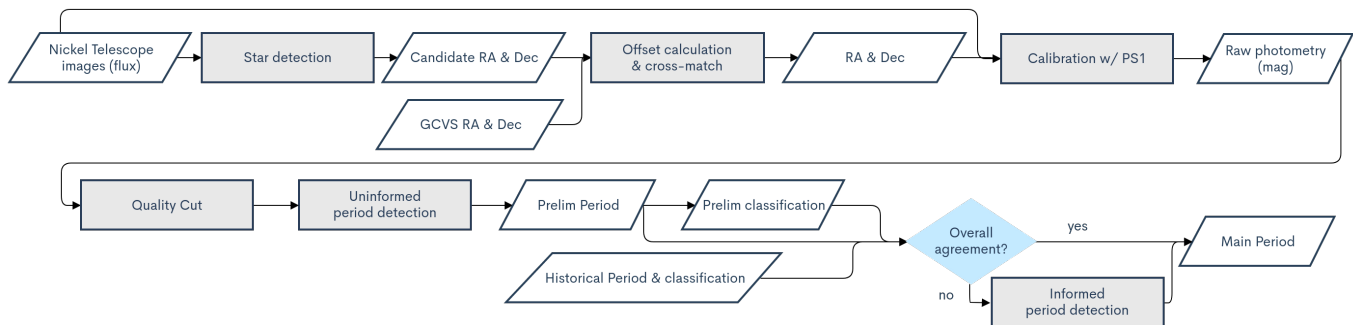 Nickel Telescope
images (flux)
Star detection
Candidate RA & Dec
Offset calculation
& cross-match
RA & Dec
Calibration w/ PS1
Raw photometry
(mag)
GCVS RA & Dec
Quality Cut
Uninformed
period detection
Prelim Period
Prelim classification
Historical Period & classification
Overall
agreement?
yes
no
Informed
period detection
Main Period